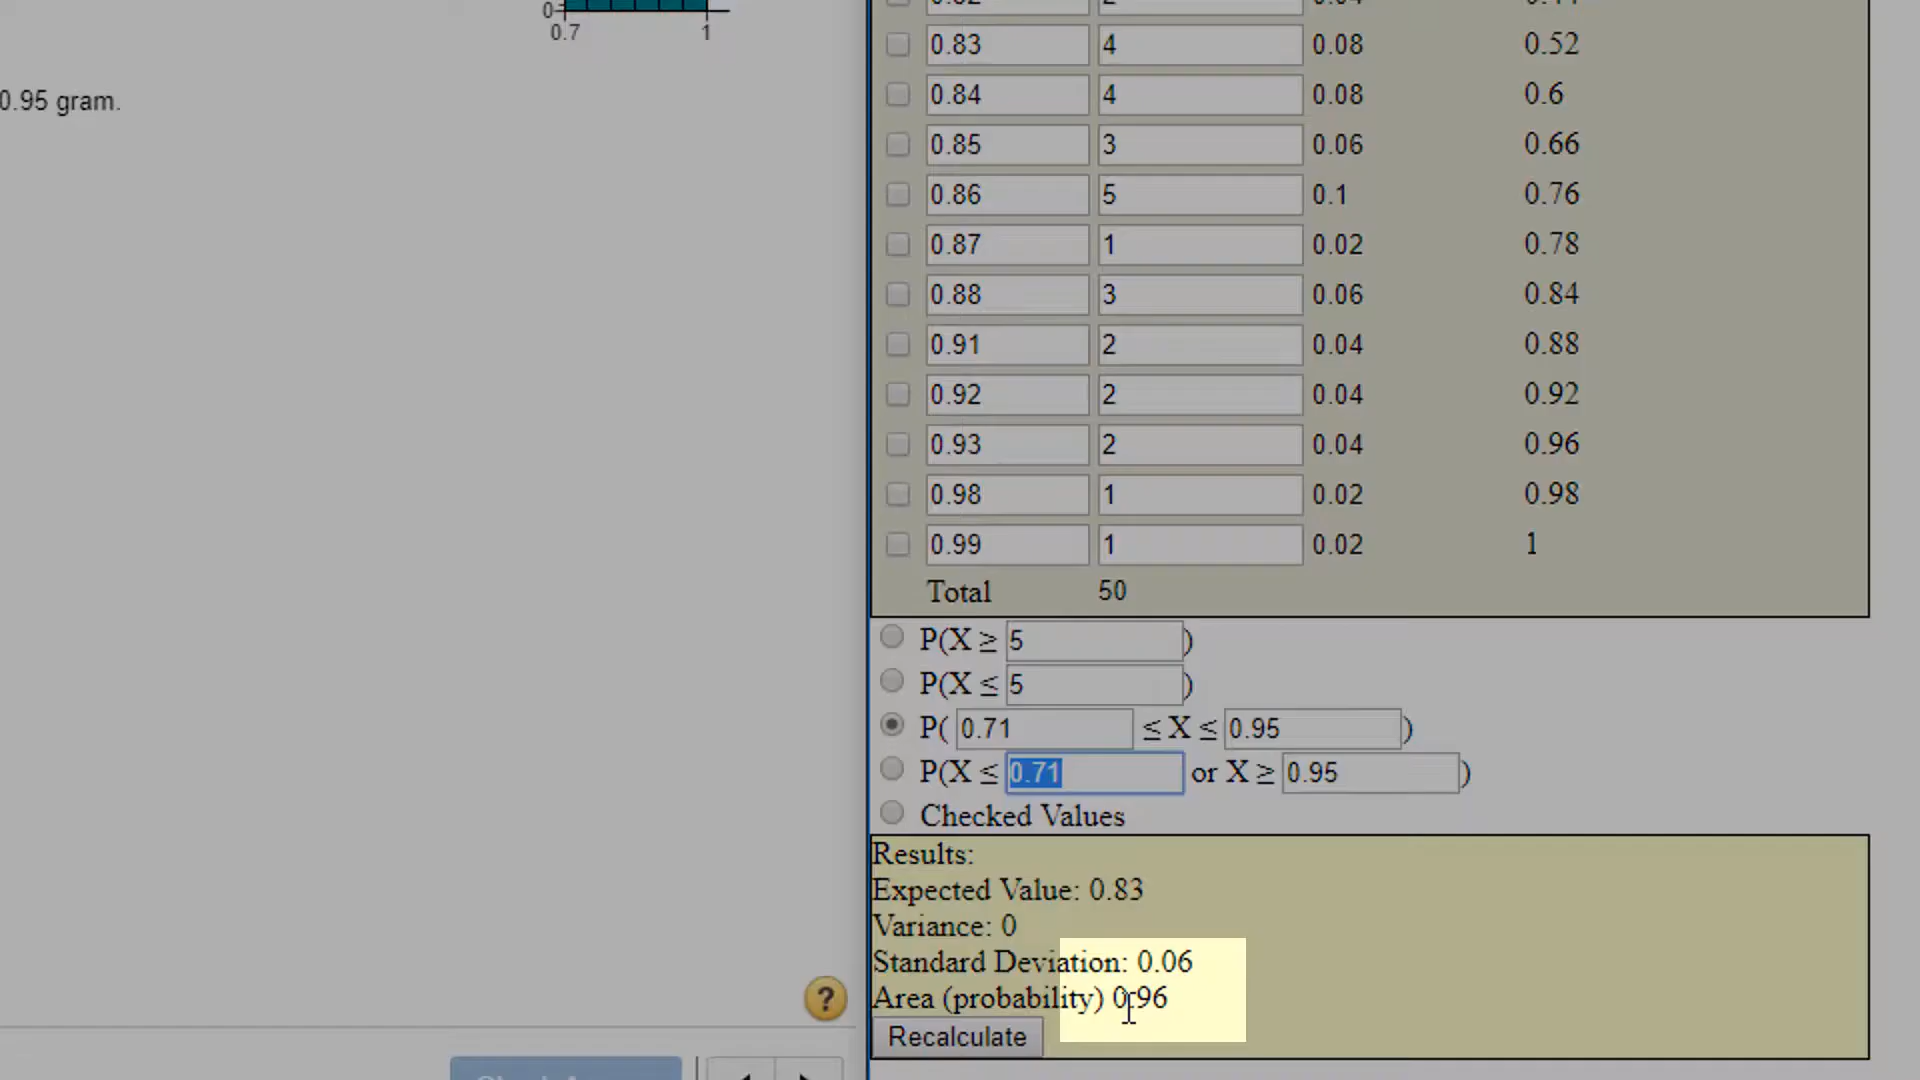 0
0.7 1
0.95 gram.
0.83 4 0.08 0.52
0.84 4 0.08 0.6
0.85 3 0.06 0.66
0.86 5 0.1 0.76
0.87 1 0.02 0.78
0.88 3 0.06 0.84
0.91 2 0.04 0.88
0.92 2 0.04 0.92
0.93 2 0.04 0.96
0.98 1 0.02 0.98
0.99 1 0.02 1
Total 50
P(X ≥ 5 )
P(X ≤ 5 )
P( 0.71 ≤ X ≤ 0.95 )
P(X ≤ 0.71 or X ≥ 0.95 )
Checked Values
Results:
Expected Value: 0.83
Variance: 0
Standard Deviation: 0.06
Area (probability) 0.96
?
Recalculate